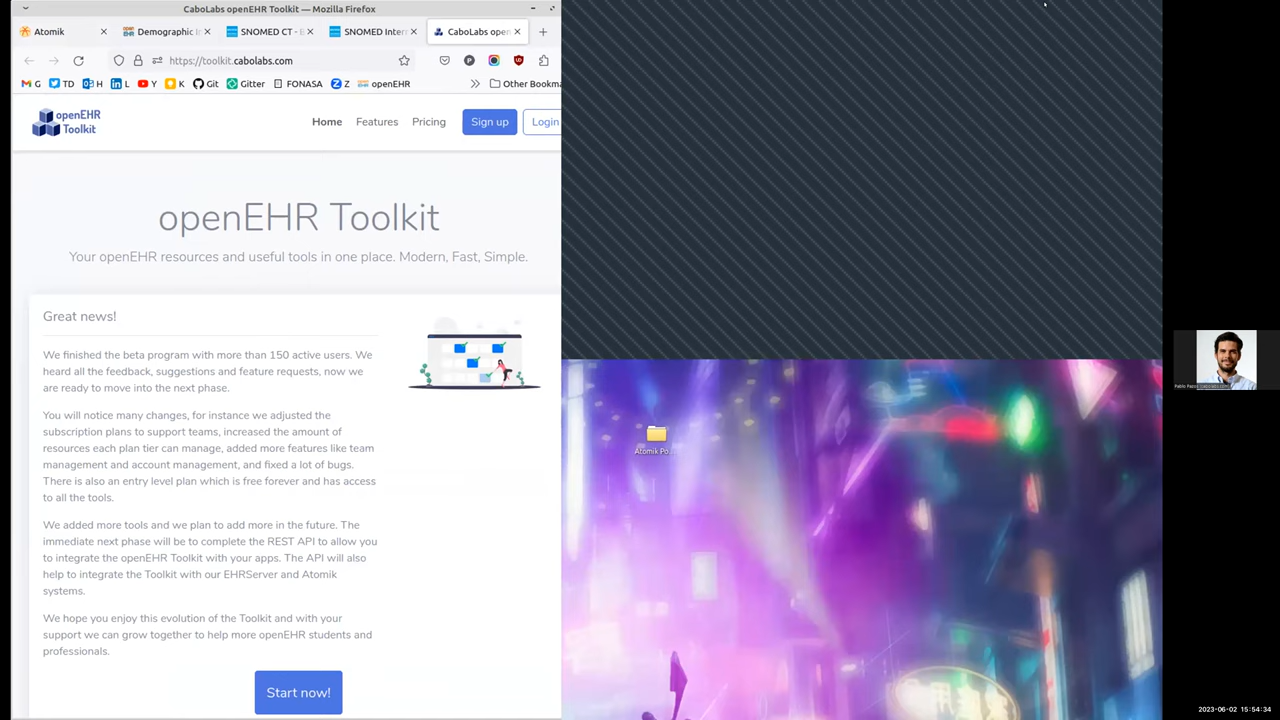 CaboLabs openEHR Toolkit — Mozilla Firefox
Atomik
Demographic I
SNOMED CT - E
SNOMED Inter
CaboLabs open
https://toolkit.cabolabs.com
G TD H L Y K Git Gitter FONASA Z openEHR Other Bookma
openEHR
Toolkit
Home Features Pricing Sign up Login
openEHR Toolkit
Your openEHR resources and useful tools in one place. Modern, Fast, Simple.
Great news!
We finished the beta program with more than 150 active users. We
heard all the feedback, suggestions and feature requests, now we
are ready to move into the next phase.
You will notice many changes, for instance we adjusted the
subscription plans to support teams, increased the amount of
resources each plan tier can manage, added more features like team
management and account management, and fixed a lot of bugs.
There is also an entry level plan which is free forever and has access
to all the tools.
We added more tools and we plan to add more in the future. The
immediate next phase will be to complete the REST API to allow you
to integrate the openEHR Toolkit with your apps. The API will also
help to integrate the Toolkit with our EHRServer and Atomik
systems.
We hope you enjoy this evolution of the Toolkit and with your
support we can grow together to help more openEHR students and
professionals.
Start now!
Atomik Po...
2023-06-02 15:54:34